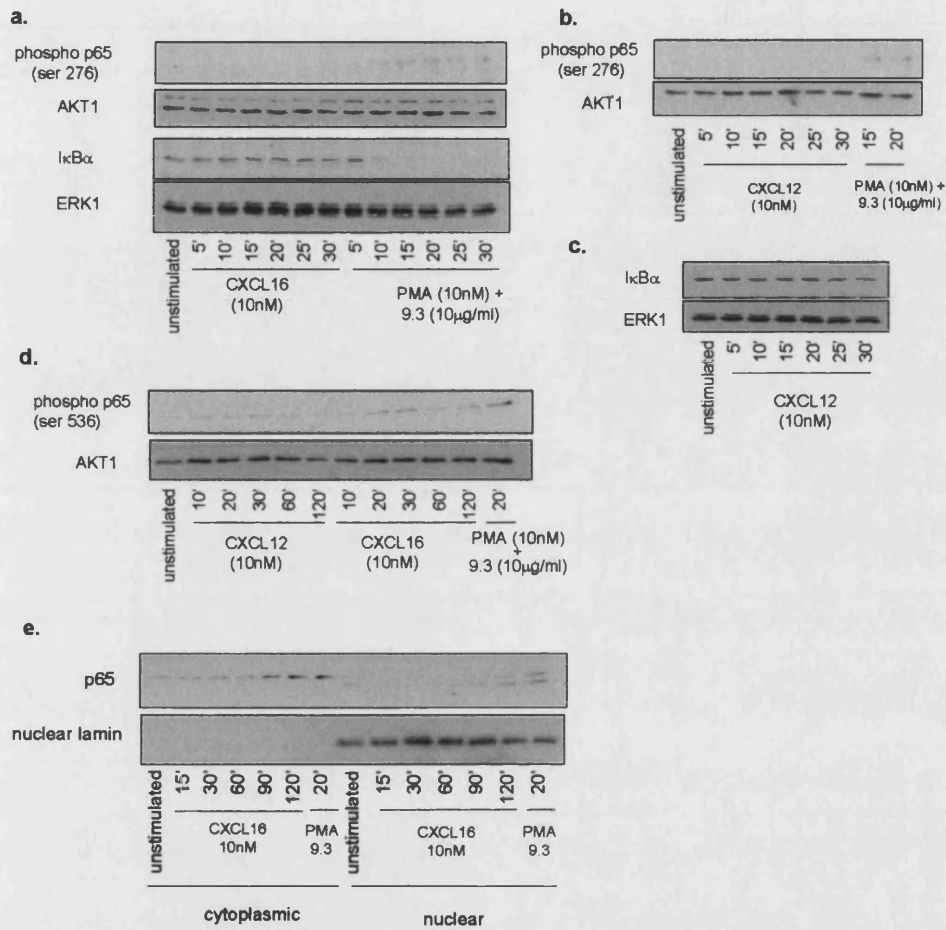 a.
phospho p65
(ser 276)
AKT1
IκBα
ERK1
unstimulated 5' 10' 15' 20' 25' 30' 5' 10' 15' 20' 25' 30'
CXCL16
(10nM)
PMA (10nM) +
9.3 (10μg/ml)
b.
phospho p65
(ser 276)
AKT1
unstimulated 5' 10' 15' 20' 25' 30' 15' 20'
CXCL12
(10nM)
PMA (10nM) +
9.3 (10μg/ml)
c.
IκBα
ERK1
unstimulated 5' 10' 15' 20' 25' 30'
CXCL12
(10nM)
d.
phospho p65
(ser 536)
AKT1
unstimulated 10' 20' 30' 60' 120' 10' 20' 30' 60' 120' 20'
CXCL12
(10nM)
CXCL16
(10nM)
PMA (10nM)
+
9.3 (10μg/ml)
e.
p65
nuclear lamin
unstimulated 15' 30' 60' 90' 120' 20' unstimulated 15' 30' 60' 90' 120' 20'
CXCL16
10nM
PMA
9.3
CXCL16
10nM
PMA
9.3
cytoplasmic
nuclear